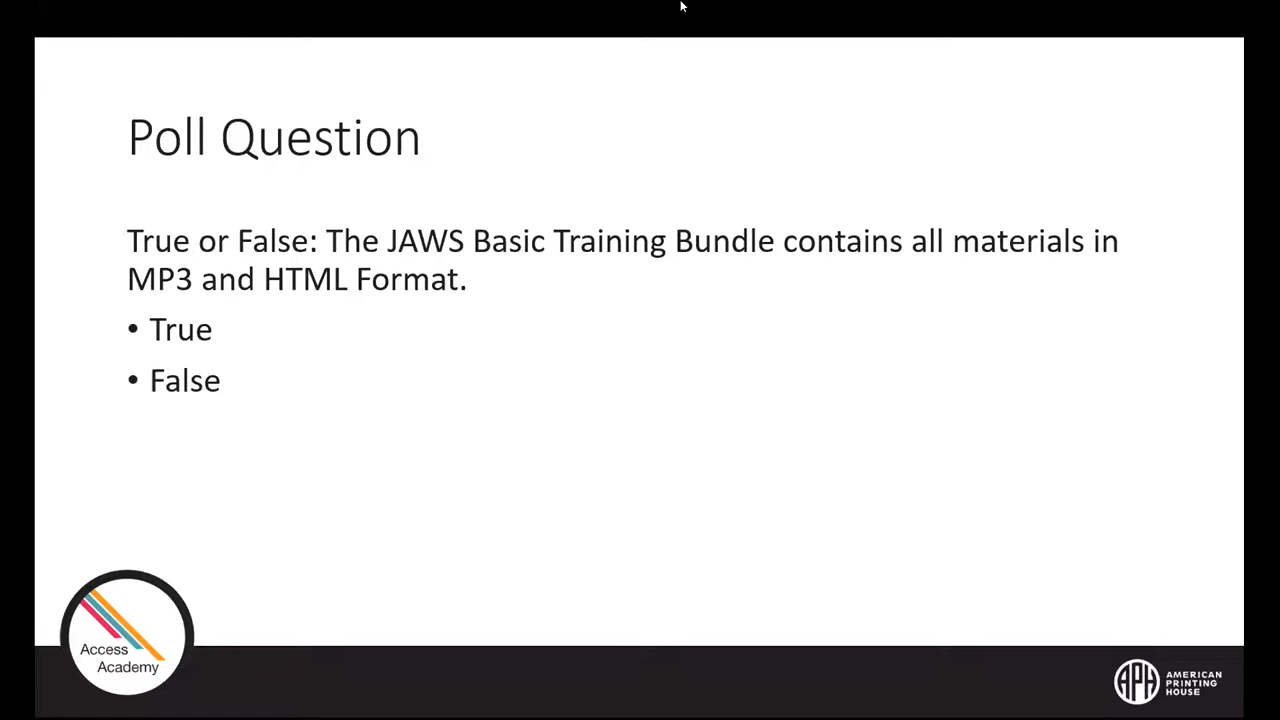 Poll Question
True or False: The JAWS Basic Training Bundle contains all materials in
MP3 and HTML Format.
• True
• False
Access
Academy
APH
AMERICAN
PRINTING
HOUSE